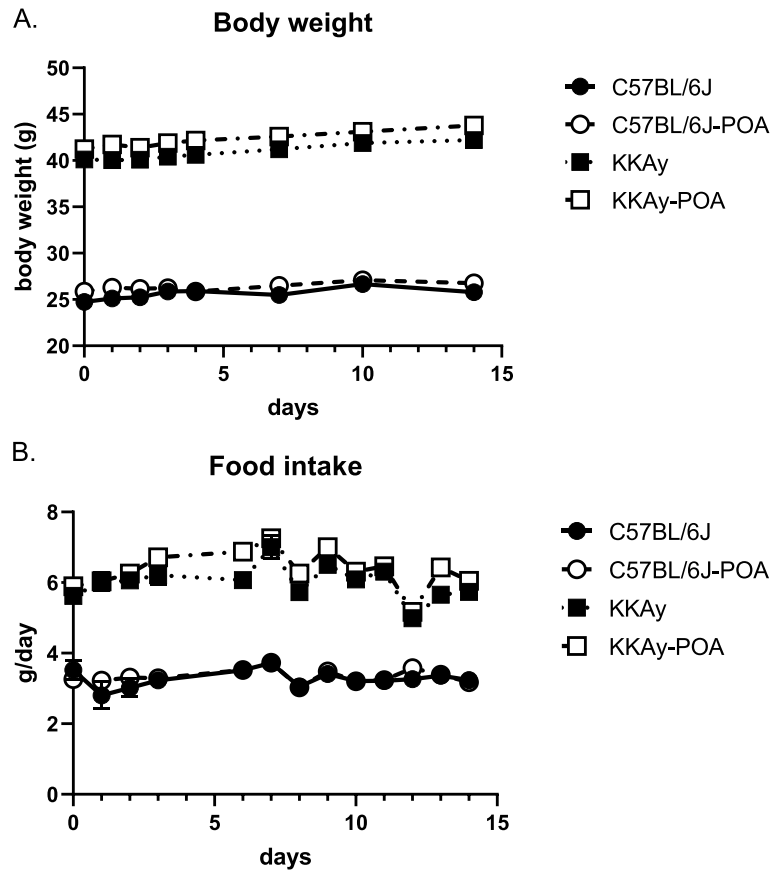 A.
Body weight
50
45
40
35
30
25
20
body weight (g)
0 5 10 15
days
C57BL/6J
C57BL/6J-POA
KKAy
KKAy-POA
B.
Food intake
8
6
4
2
0
g/day
0 5 10 15
days
C57BL/6J
C57BL/6J-POA
KKAy
KKAy-POA